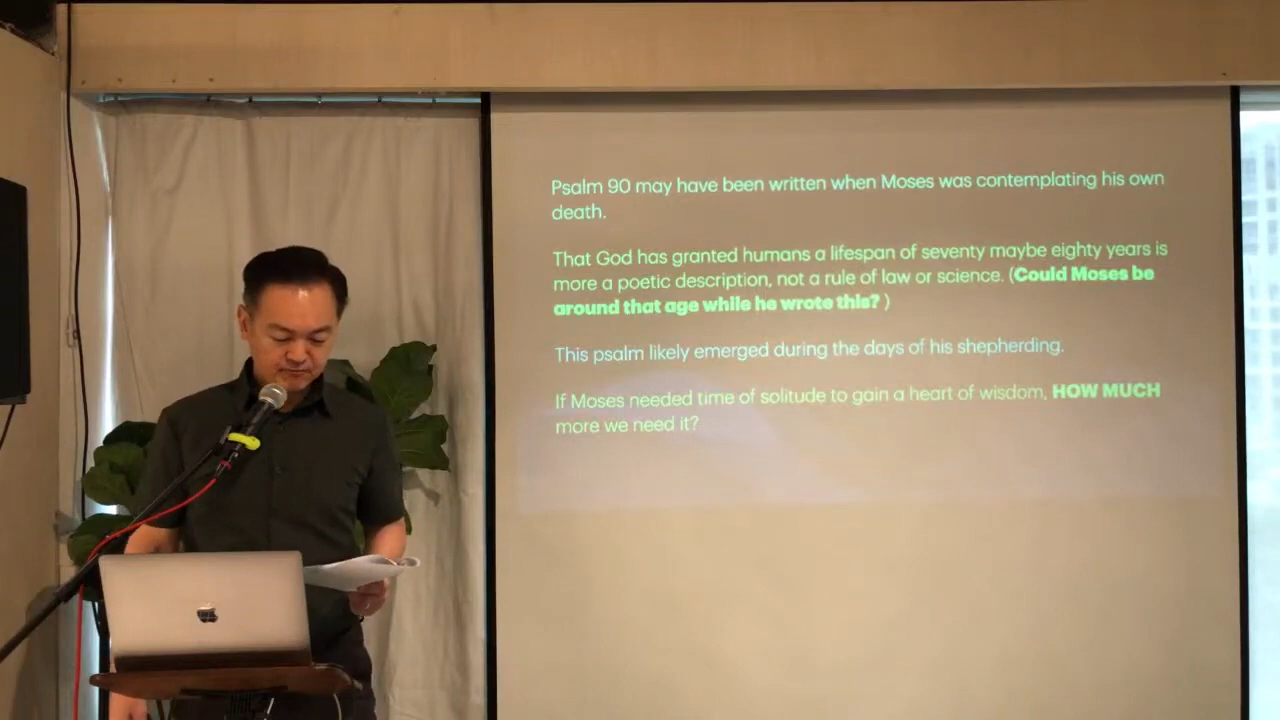 Psalm 90 may have been written when Moses was contemplating his own
death.
That God has granted humans a lifespan of seventy maybe eighty years is
more a poetic description, not a rule of law or science. (Could Moses be
around that age while he wrote this? )
This psalm likely emerged during the days of his shepherding.
If Moses needed time of solitude to gain a heart of wisdom, HOW MUCH
more we need it?